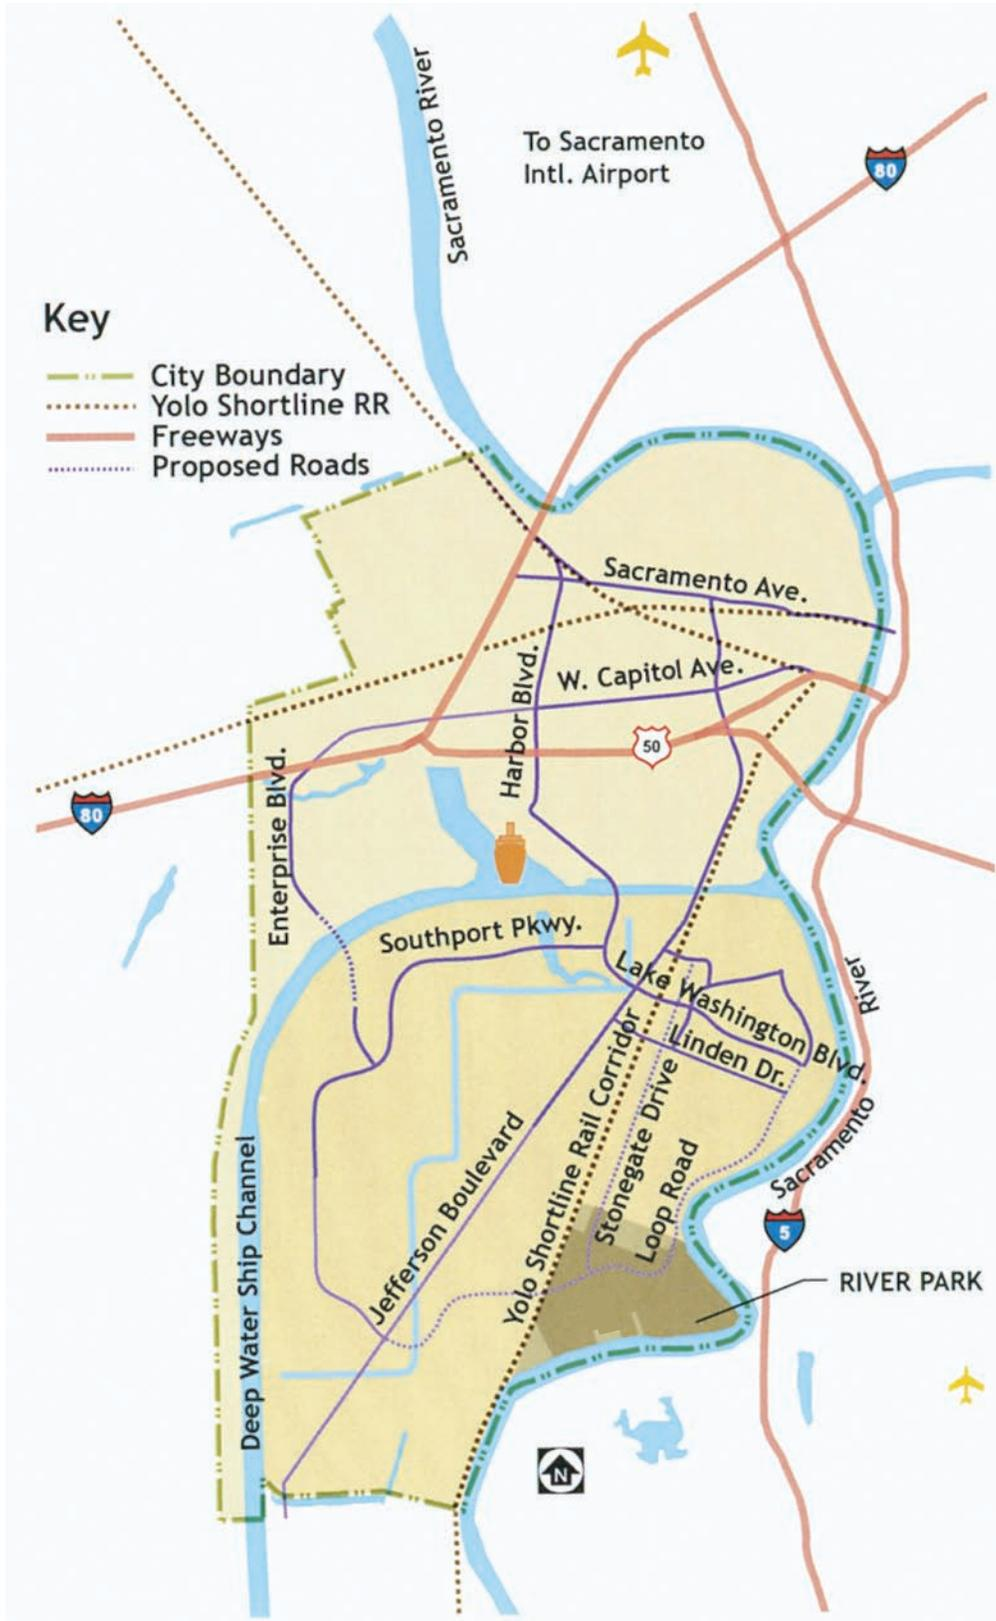 Sacramento River
To Sacramento
Intl. Airport
80
Key
City Boundary
Yolo Shortline RR
Freeways
Proposed Roads
Sacramento Ave.
W. Capitol Ave.
Harbor Blvd.
50
Enterprise Blvd.
80
Southport Pkwy.
Lake Washington Blvd.
Linden Dr.
Sacramento River
Yolo Shortline Rail Corridor
Stonegate Drive
Loop Road
Jefferson Boulevard
Deep Water Ship Channel
5
RIVER PARK
N